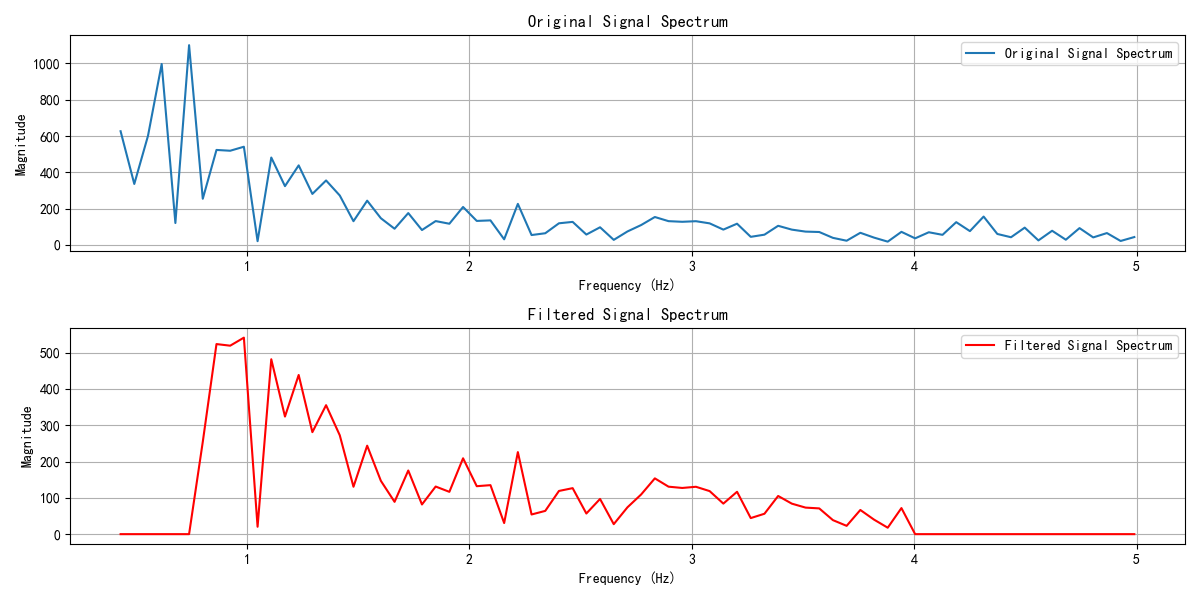 Original Signal Spectrum
Original Signal Spectrum
Magnitude
1000
800
600
400
200
0
1 2 3 4 5
Frequency (Hz)
Filtered Signal Spectrum
Filtered Signal Spectrum
Magnitude
500
400
300
200
100
0
1 2 3 4 5
Frequency (Hz)